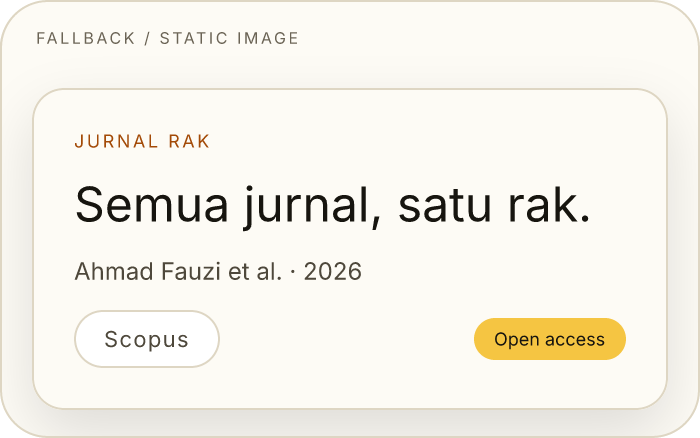 FALLBACK / STATIC IMAGE
JURNAL RAK
Semua jurnal, satu rak.
Ahmad Fauzi et al. · 2026
Scopus
Open access